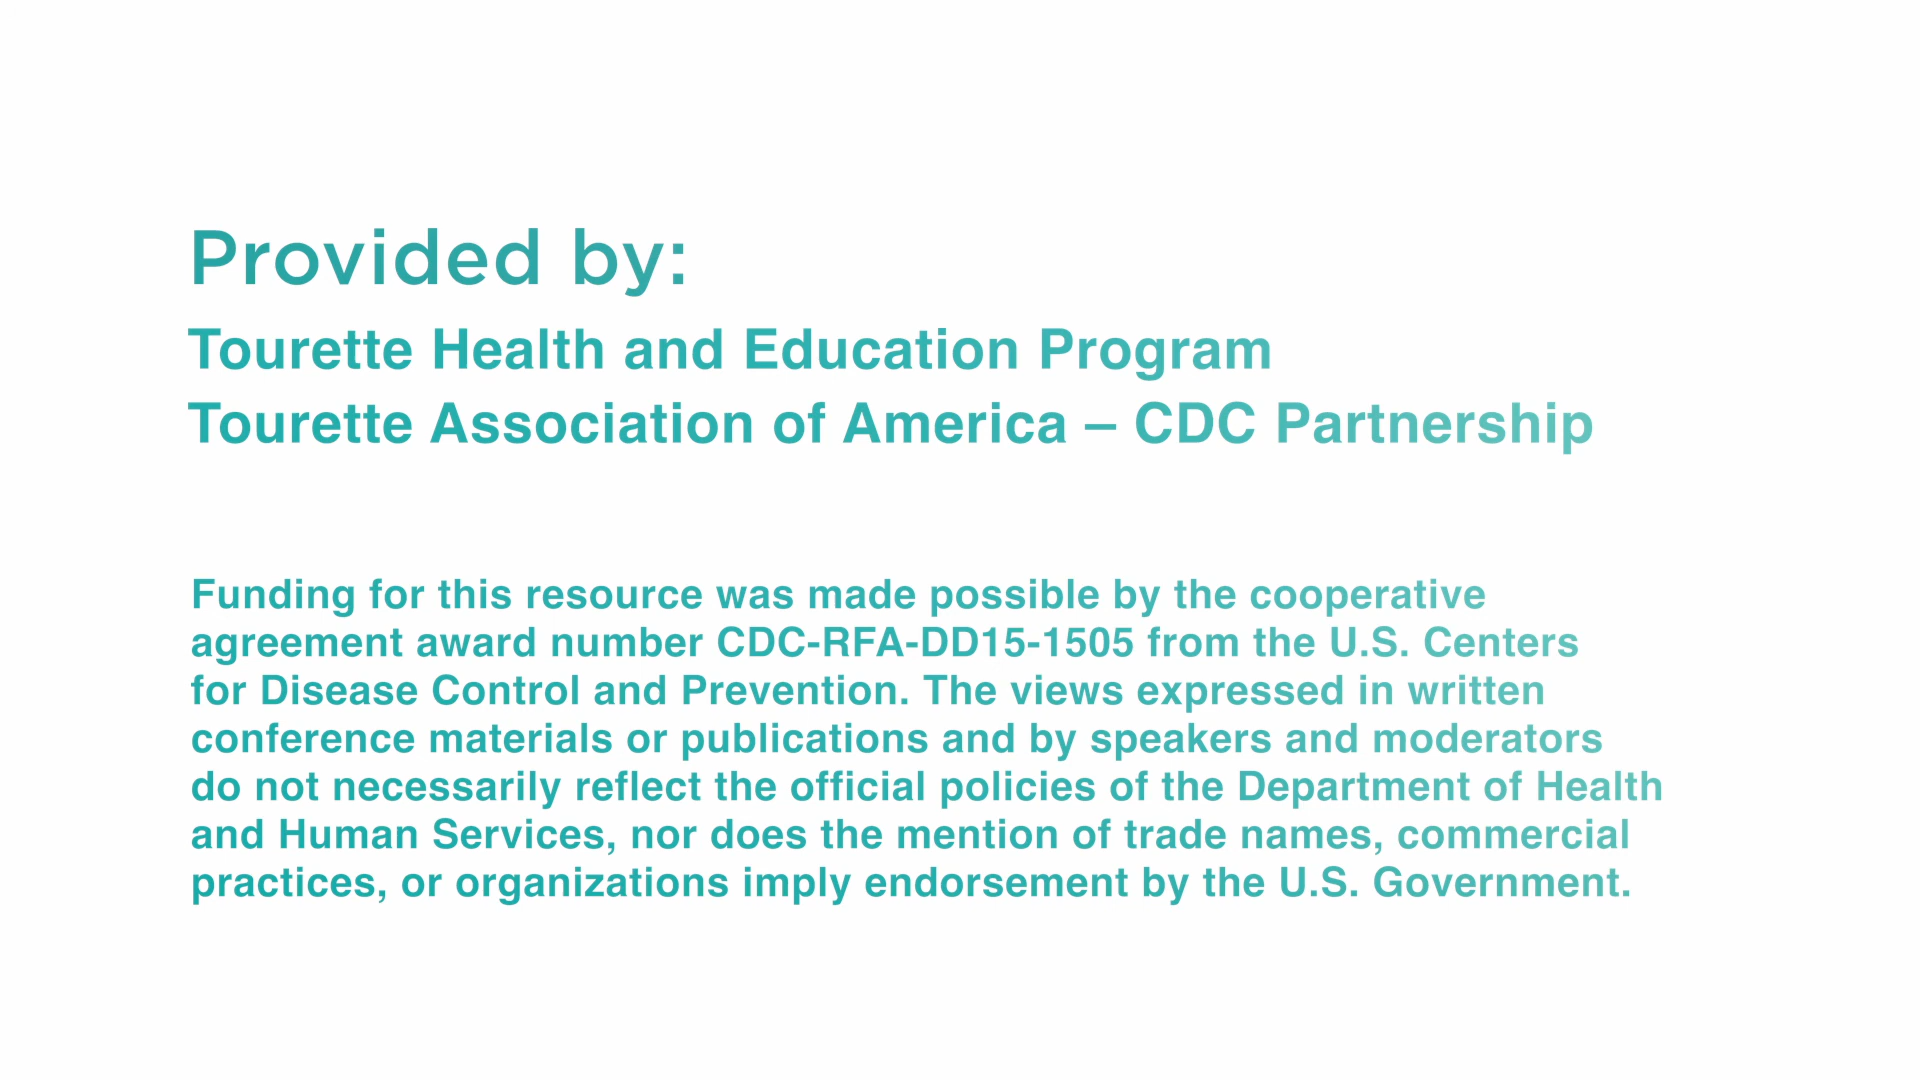 Provided by:
Tourette Health and Education Program
Tourette Association of America – CDC Partnership
Funding for this resource was made possible by the cooperative
agreement award number CDC-RFA-DD15-1505 from the U.S. Centers
for Disease Control and Prevention. The views expressed in written
conference materials or publications and by speakers and moderators
do not necessarily reflect the official policies of the Department of Health
and Human Services, nor does the mention of trade names, commercial
practices, or organizations imply endorsement by the U.S. Government.